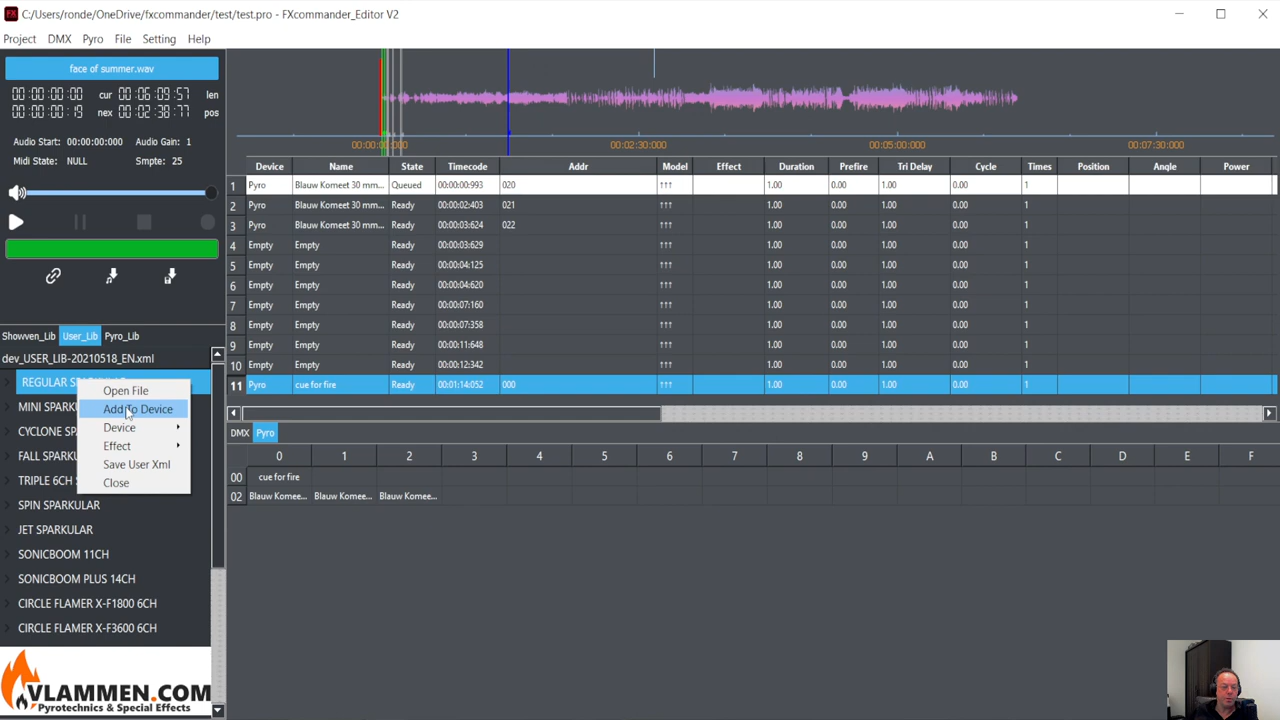 C:/Users/ronde/OneDrive/fxcommander/test/test.pro - FXcommander_Editor V2
Project DMX Pyro File Setting Help
face of summer.wav
00:00:00:00 cur 00:06:09:57 len
00:00:00:19 nex 00:02:38:77 pos
Audio Start: 00:00:00:000 Audio Gain: 1
Midi State: NULL Smpte: 25
Showven_Lib User_Lib Pyro_Lib
dev_USER_LIB-20210518_EN.xml
REGULAR
MINI
CYCLONE
FALL
TRIPLE 6CH
SPIN SPARKULAR
JET SPARKULAR
SONICBOOM 11CH
SONICBOOM PLUS 14CH
CIRCLE FLAMER X-F1800 6CH
CIRCLE FLAMER X-F3600 6CH
Open File
Add To Device
Device
Effect
Save User Xml
Close
VLAMMEN.COM
Pyrotechnics & Special Effects
00:02:30:00 00:05:00:00 00:07:30:00
Device Name State Timecode Addr Model Effect Duration Prefire Tri Delay Cycle Times Position Angle Power
1 Pyro Blauw Komeet 30 mm... Queued 00:00:00:993 020 ↑↑↑ 1.00 0.00 1.00 0.00 1
2 Pyro Blauw Komeet 30 mm... Ready 00:00:02:403 021 ↑↑↑ 1.00 0.00 1.00 0.00 1
3 Pyro Blauw Komeet 30 mm... Ready 00:00:03:624 022 ↑↑↑ 1.00 0.00 1.00 0.00 1
4 Empty Empty Ready 00:00:03:629 ↑↑↑ 1.00 0.00 1.00 0.00 1
5 Empty Empty Ready 00:00:04:125 ↑↑↑ 1.00 0.00 1.00 0.00 1
6 Empty Empty Ready 00:00:04:620 ↑↑↑ 1.00 0.00 1.00 0.00 1
7 Empty Empty Ready 00:00:07:160 ↑↑↑ 1.00 0.00 1.00 0.00 1
8 Empty Empty Ready 00:00:07:358 ↑↑↑ 1.00 0.00 1.00 0.00 1
9 Empty Empty Ready 00:00:11:648 ↑↑↑ 1.00 0.00 1.00 0.00 1
10 Empty Empty Ready 00:00:12:342 ↑↑↑ 1.00 0.00 1.00 0.00 1
11 Pyro cue for fire Ready 00:01:14:052 000 ↑↑↑ 1.00 0.00 1.00 0.00 1
DMX Pyro
0 1 2 3 4 5 6 7 8 9 A B C D E F
00 cue for fire
02 Blauw Komee... Blauw Komee... Blauw Komee...